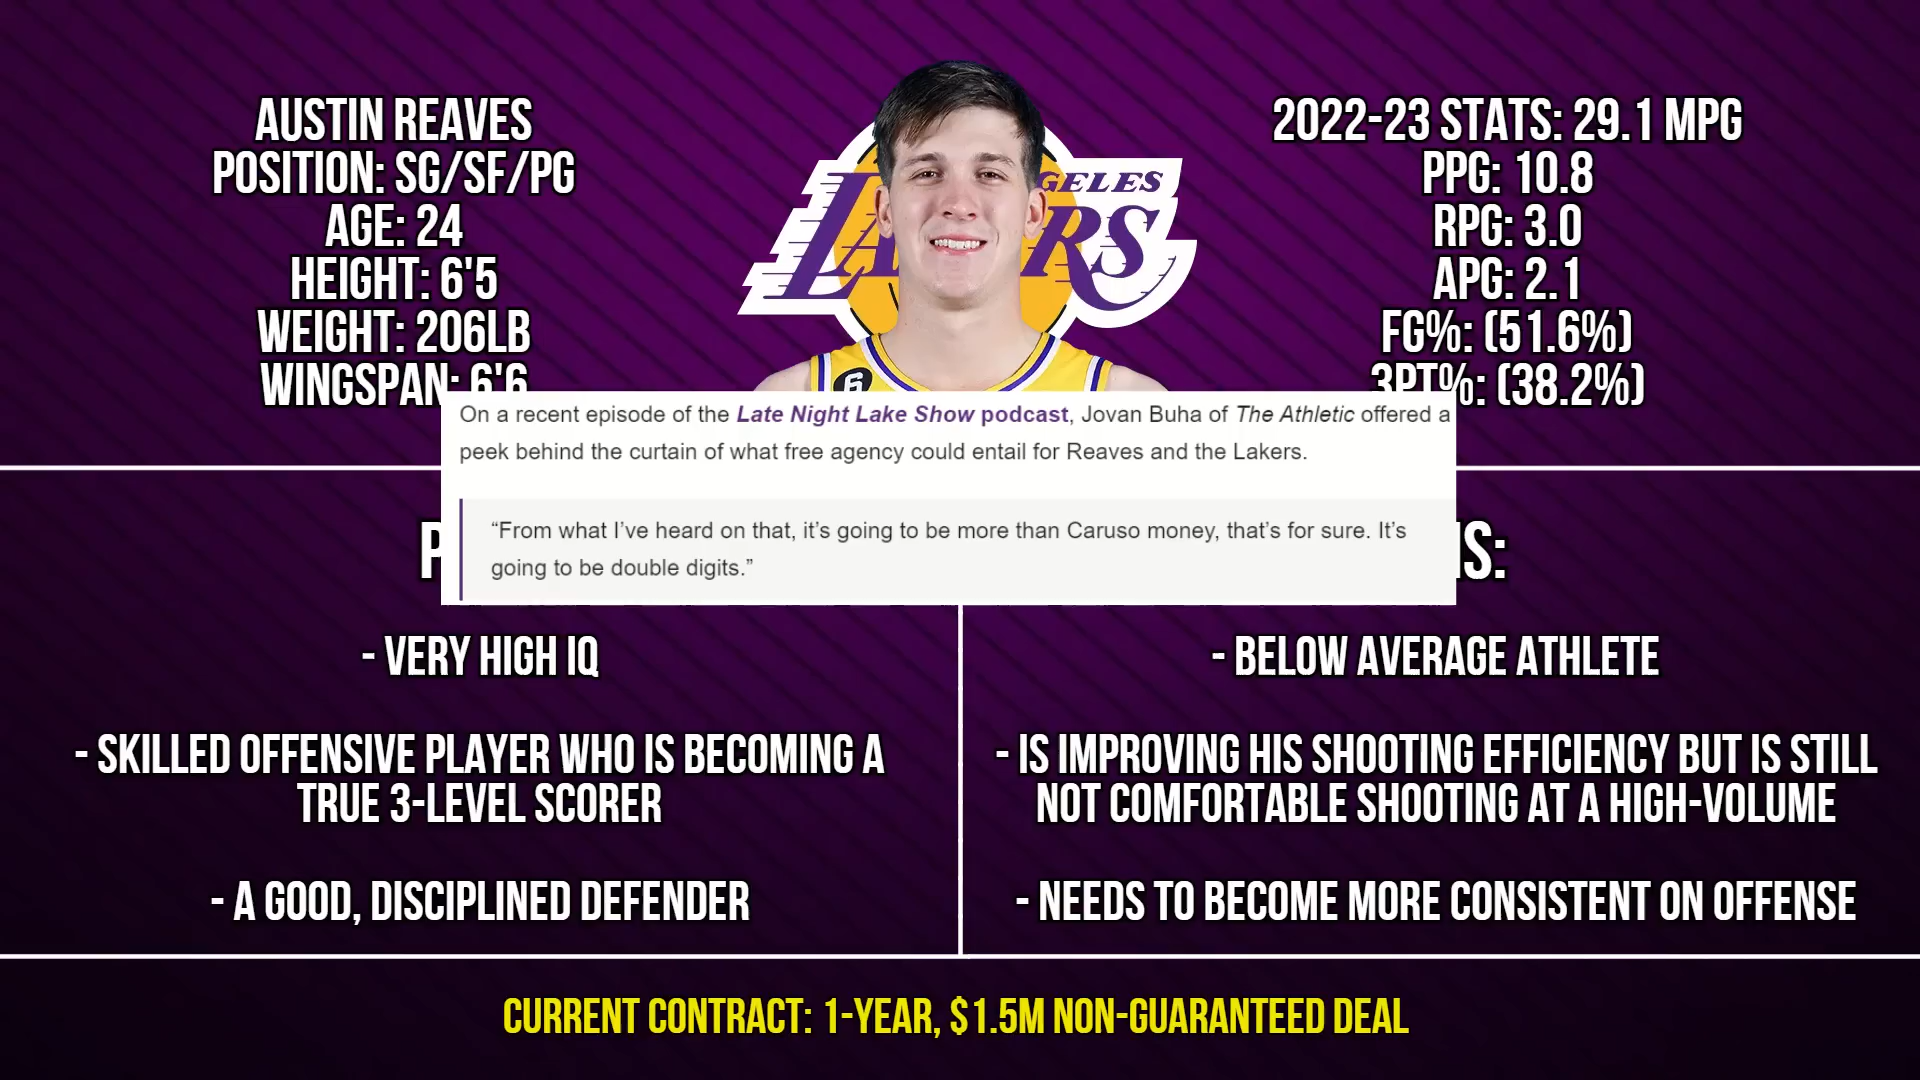 AUSTIN REAVES
POSITION: SG/SF/PG
AGE: 24
HEIGHT: 6'5
WEIGHT: 206LB
WINGSPAN: 6'6
GELES
LAKERS
6
2022-23 STATS: 29.1 MPG
PPG: 10.8
RPG: 3.0
APG: 2.1
FG%: (51.6%)
3PT%: (38.2%)
On a recent episode of the Late Night Lake Show podcast, Jovan Buha of The Athletic offered a
peek behind the curtain of what free agency could entail for Reaves and the Lakers.
“From what I’ve heard on that, it’s going to be more than Caruso money, that’s for sure. It’s
going to be double digits.”
- VERY HIGH IQ
- SKILLED OFFENSIVE PLAYER WHO IS BECOMING A
TRUE 3-LEVEL SCORER
- A GOOD, DISCIPLINED DEFENDER
S:
- BELOW AVERAGE ATHLETE
- IS IMPROVING HIS SHOOTING EFFICIENCY BUT IS STILL
NOT COMFORTABLE SHOOTING AT A HIGH-VOLUME
- NEEDS TO BECOME MORE CONSISTENT ON OFFENSE
CURRENT CONTRACT: 1-YEAR, $1.5M NON-GUARANTEED DEAL